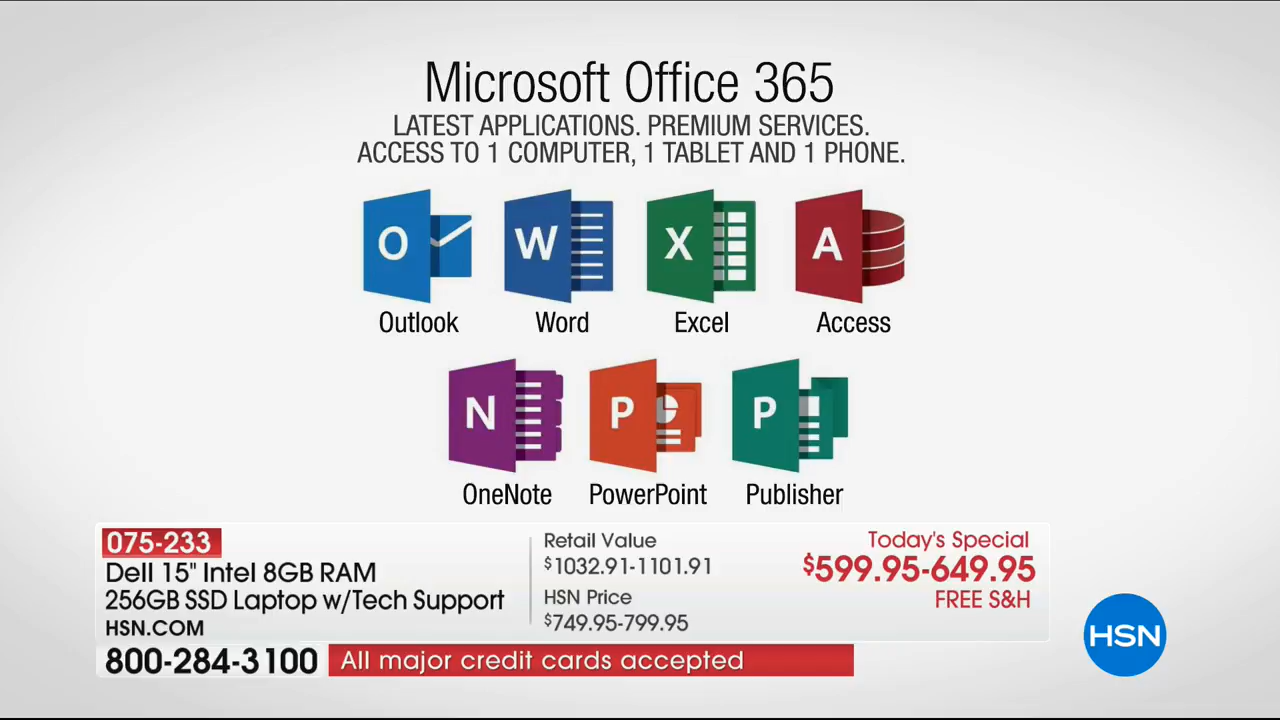 Microsoft Office 365
LATEST APPLICATIONS. PREMIUM SERVICES.
ACCESS TO 1 COMPUTER, 1 TABLET AND 1 PHONE.
O W X A
Outlook Word Excel Access
N P P
OneNote PowerPoint Publisher
075-233
Dell 15" Intel 8GB RAM
256GB SSD Laptop w/Tech Support
HSN.COM
Retail Value
$1032.91-1101.91
HSN Price
$749.95-799.95
Today's Special
$599.95-649.95
FREE S&H
HSN
800-284-3100 All major credit cards accepted